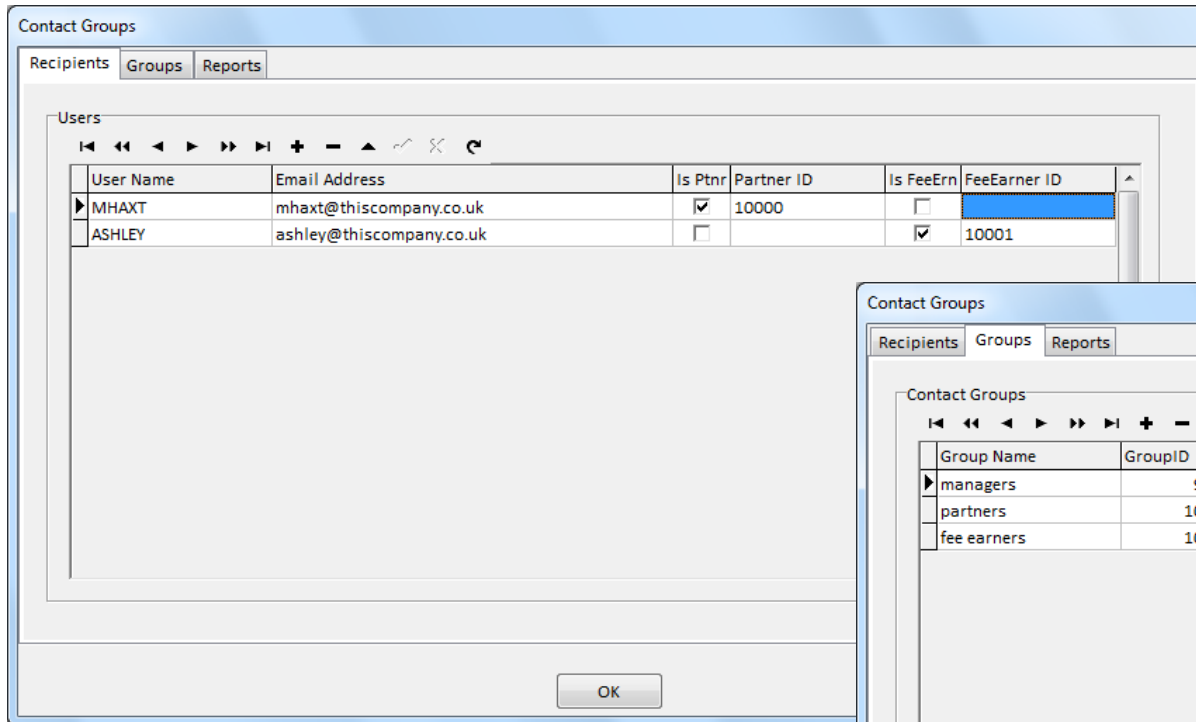 Contact Groups
Recipients Groups Reports
Users
User Name Email Address Is Ptnr Partner ID Is FeeErn FeeEarner ID
MHAXT mhaxt@thiscompany.co.uk 10000
ASHLEY ashley@thiscompany.co.uk 10001
OK
Contact Groups
Recipients Groups Reports
Contact Groups
Group Name GroupID
managers
partners
fee earners